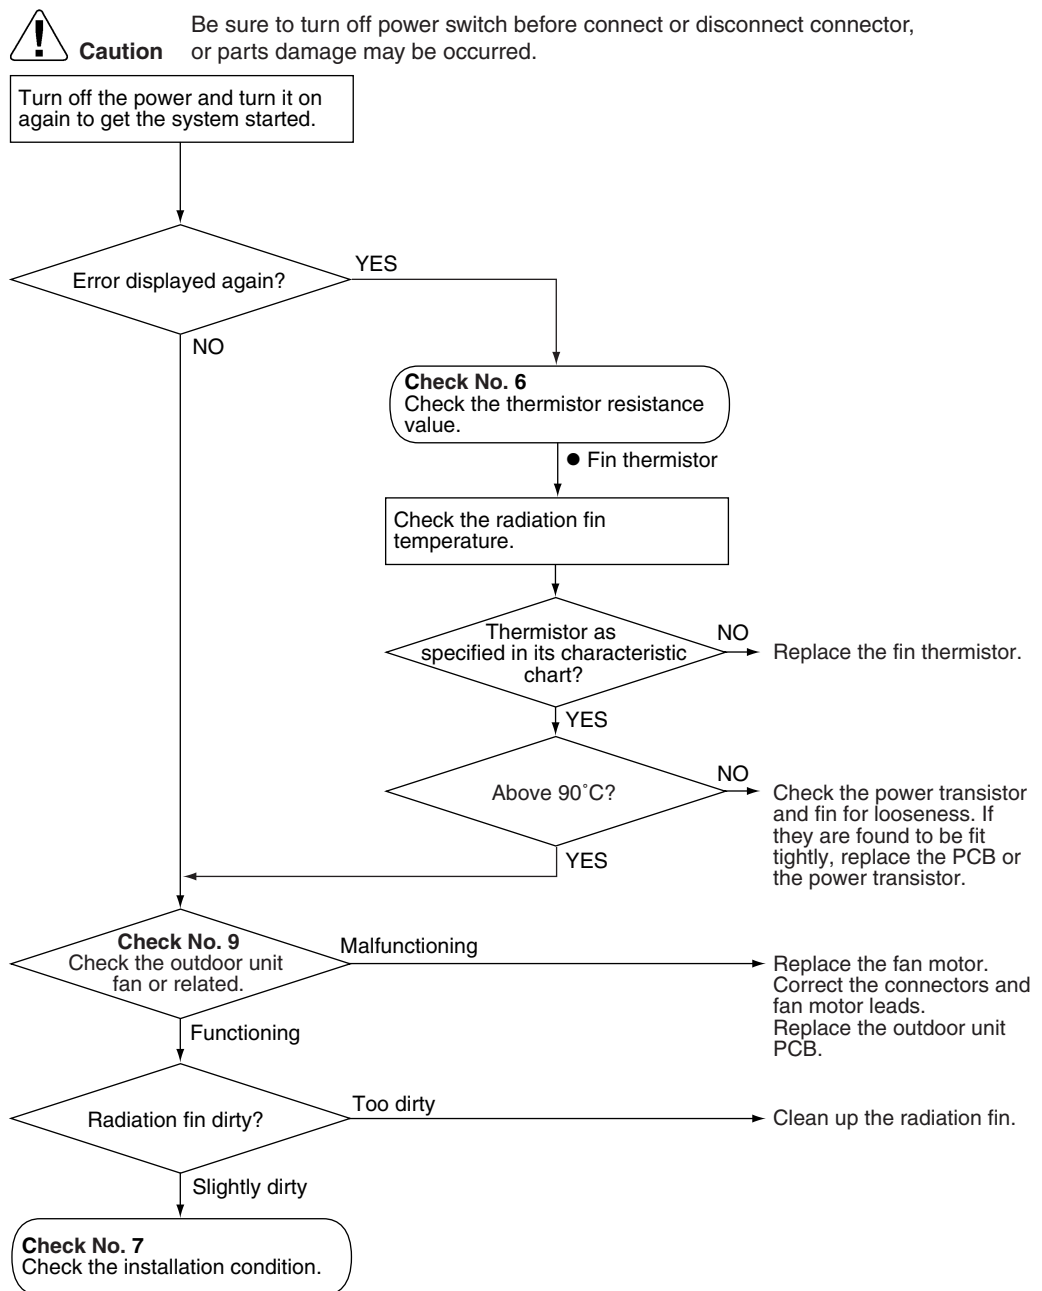 Be sure to turn off power switch before connect or disconnect connector,
Caution or parts damage may be occurred.
Turn off the power and turn it on
again to get the system started.
Error displayed again?
YES
NO
Check No. 6
Check the thermistor resistance
value.
● Fin thermistor
Check the radiation fin
temperature.
Thermistor as
specified in its characteristic
chart?
NO
Replace the fin thermistor.
YES
Above 90˚C?
NO
Check the power transistor
and fin for looseness. If
they are found to be fit
tightly, replace the PCB or
the power transistor.
YES
Check No. 9
Check the outdoor unit
fan or related.
Malfunctioning
Replace the fan motor.
Correct the connectors and
fan motor leads.
Replace the outdoor unit
PCB.
Functioning
Radiation fin dirty?
Too dirty
Clean up the radiation fin.
Slightly dirty
Check No. 7
Check the installation condition.